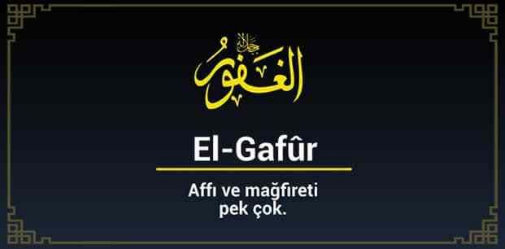 الغفور
جل جلاله
El-Gafûr
Affı ve mağfireti
pek çok.